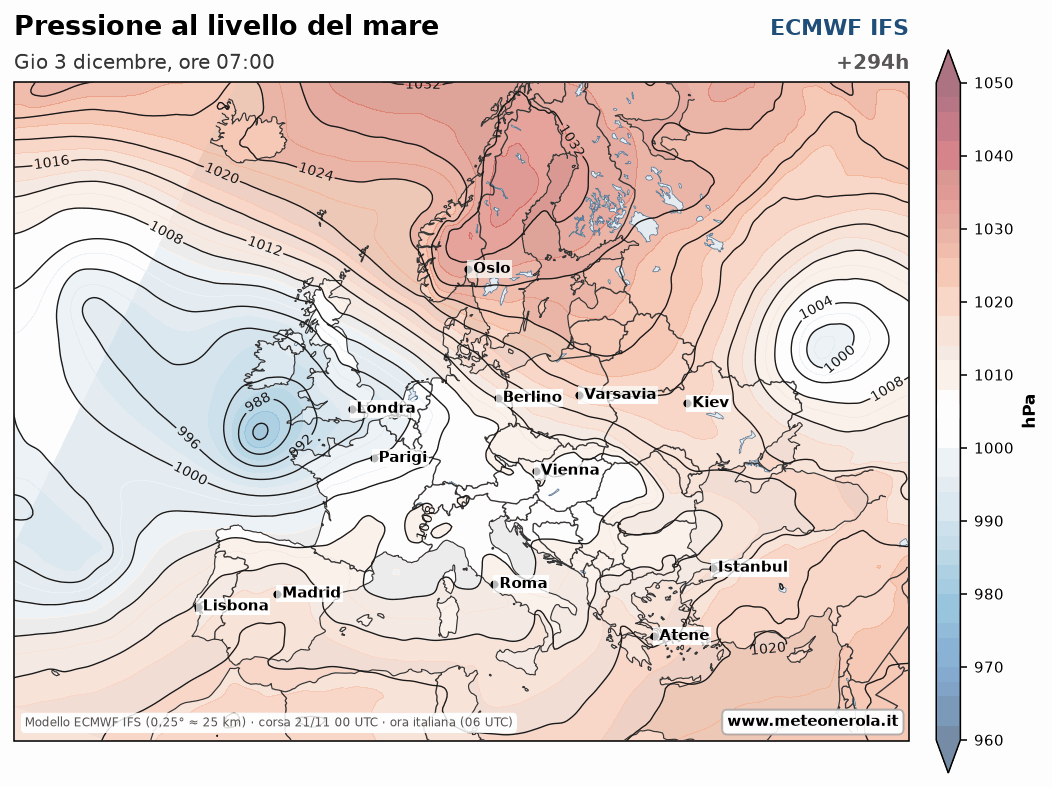 Pressione al livello del mare
ECMWF IFS
Gio 3 dicembre, ore 07:00
+294h
1032
1050
1016
1020
1024
1032
1040
1008
1012
1030
Oslo
1004
1020
1000
1008
1010
988
Londra
Berlino
Varsavia
Kiev
hPa
996
992
Parigi
1000
1000
Vienna
1008
990
Istanbul
Roma
Madrid
Lisbona
980
Atene
1020
970
Modello ECMWF IFS (0,25° ≈ 25 km) · corsa 21/11 00 UTC · ora italiana (06 UTC)
www.meteonerola.it
960